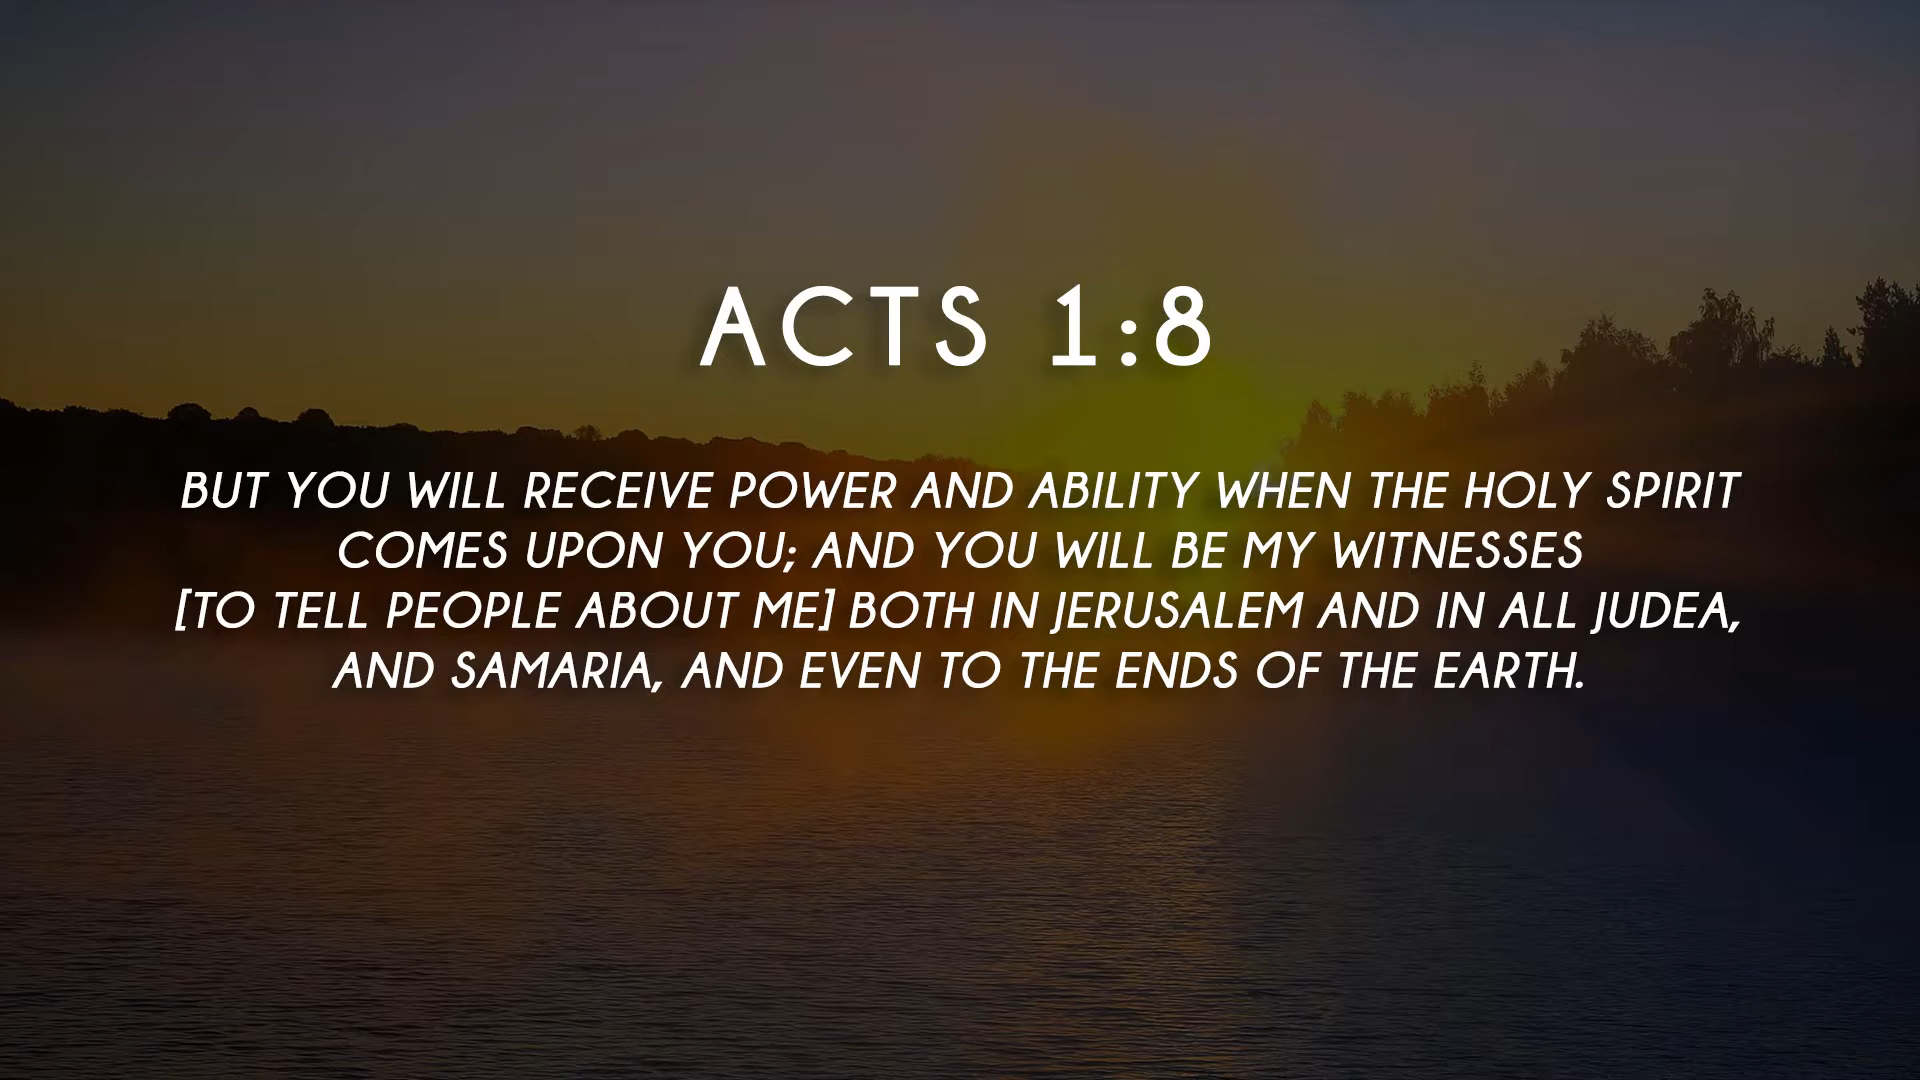 ACTS 1:8
BUT YOU WILL RECEIVE POWER AND ABILITY WHEN THE HOLY SPIRIT
COMES UPON YOU; AND YOU WILL BE MY WITNESSES
[TO TELL PEOPLE ABOUT ME] BOTH IN JERUSALEM AND IN ALL JUDEA,
AND SAMARIA, AND EVEN TO THE ENDS OF THE EARTH.